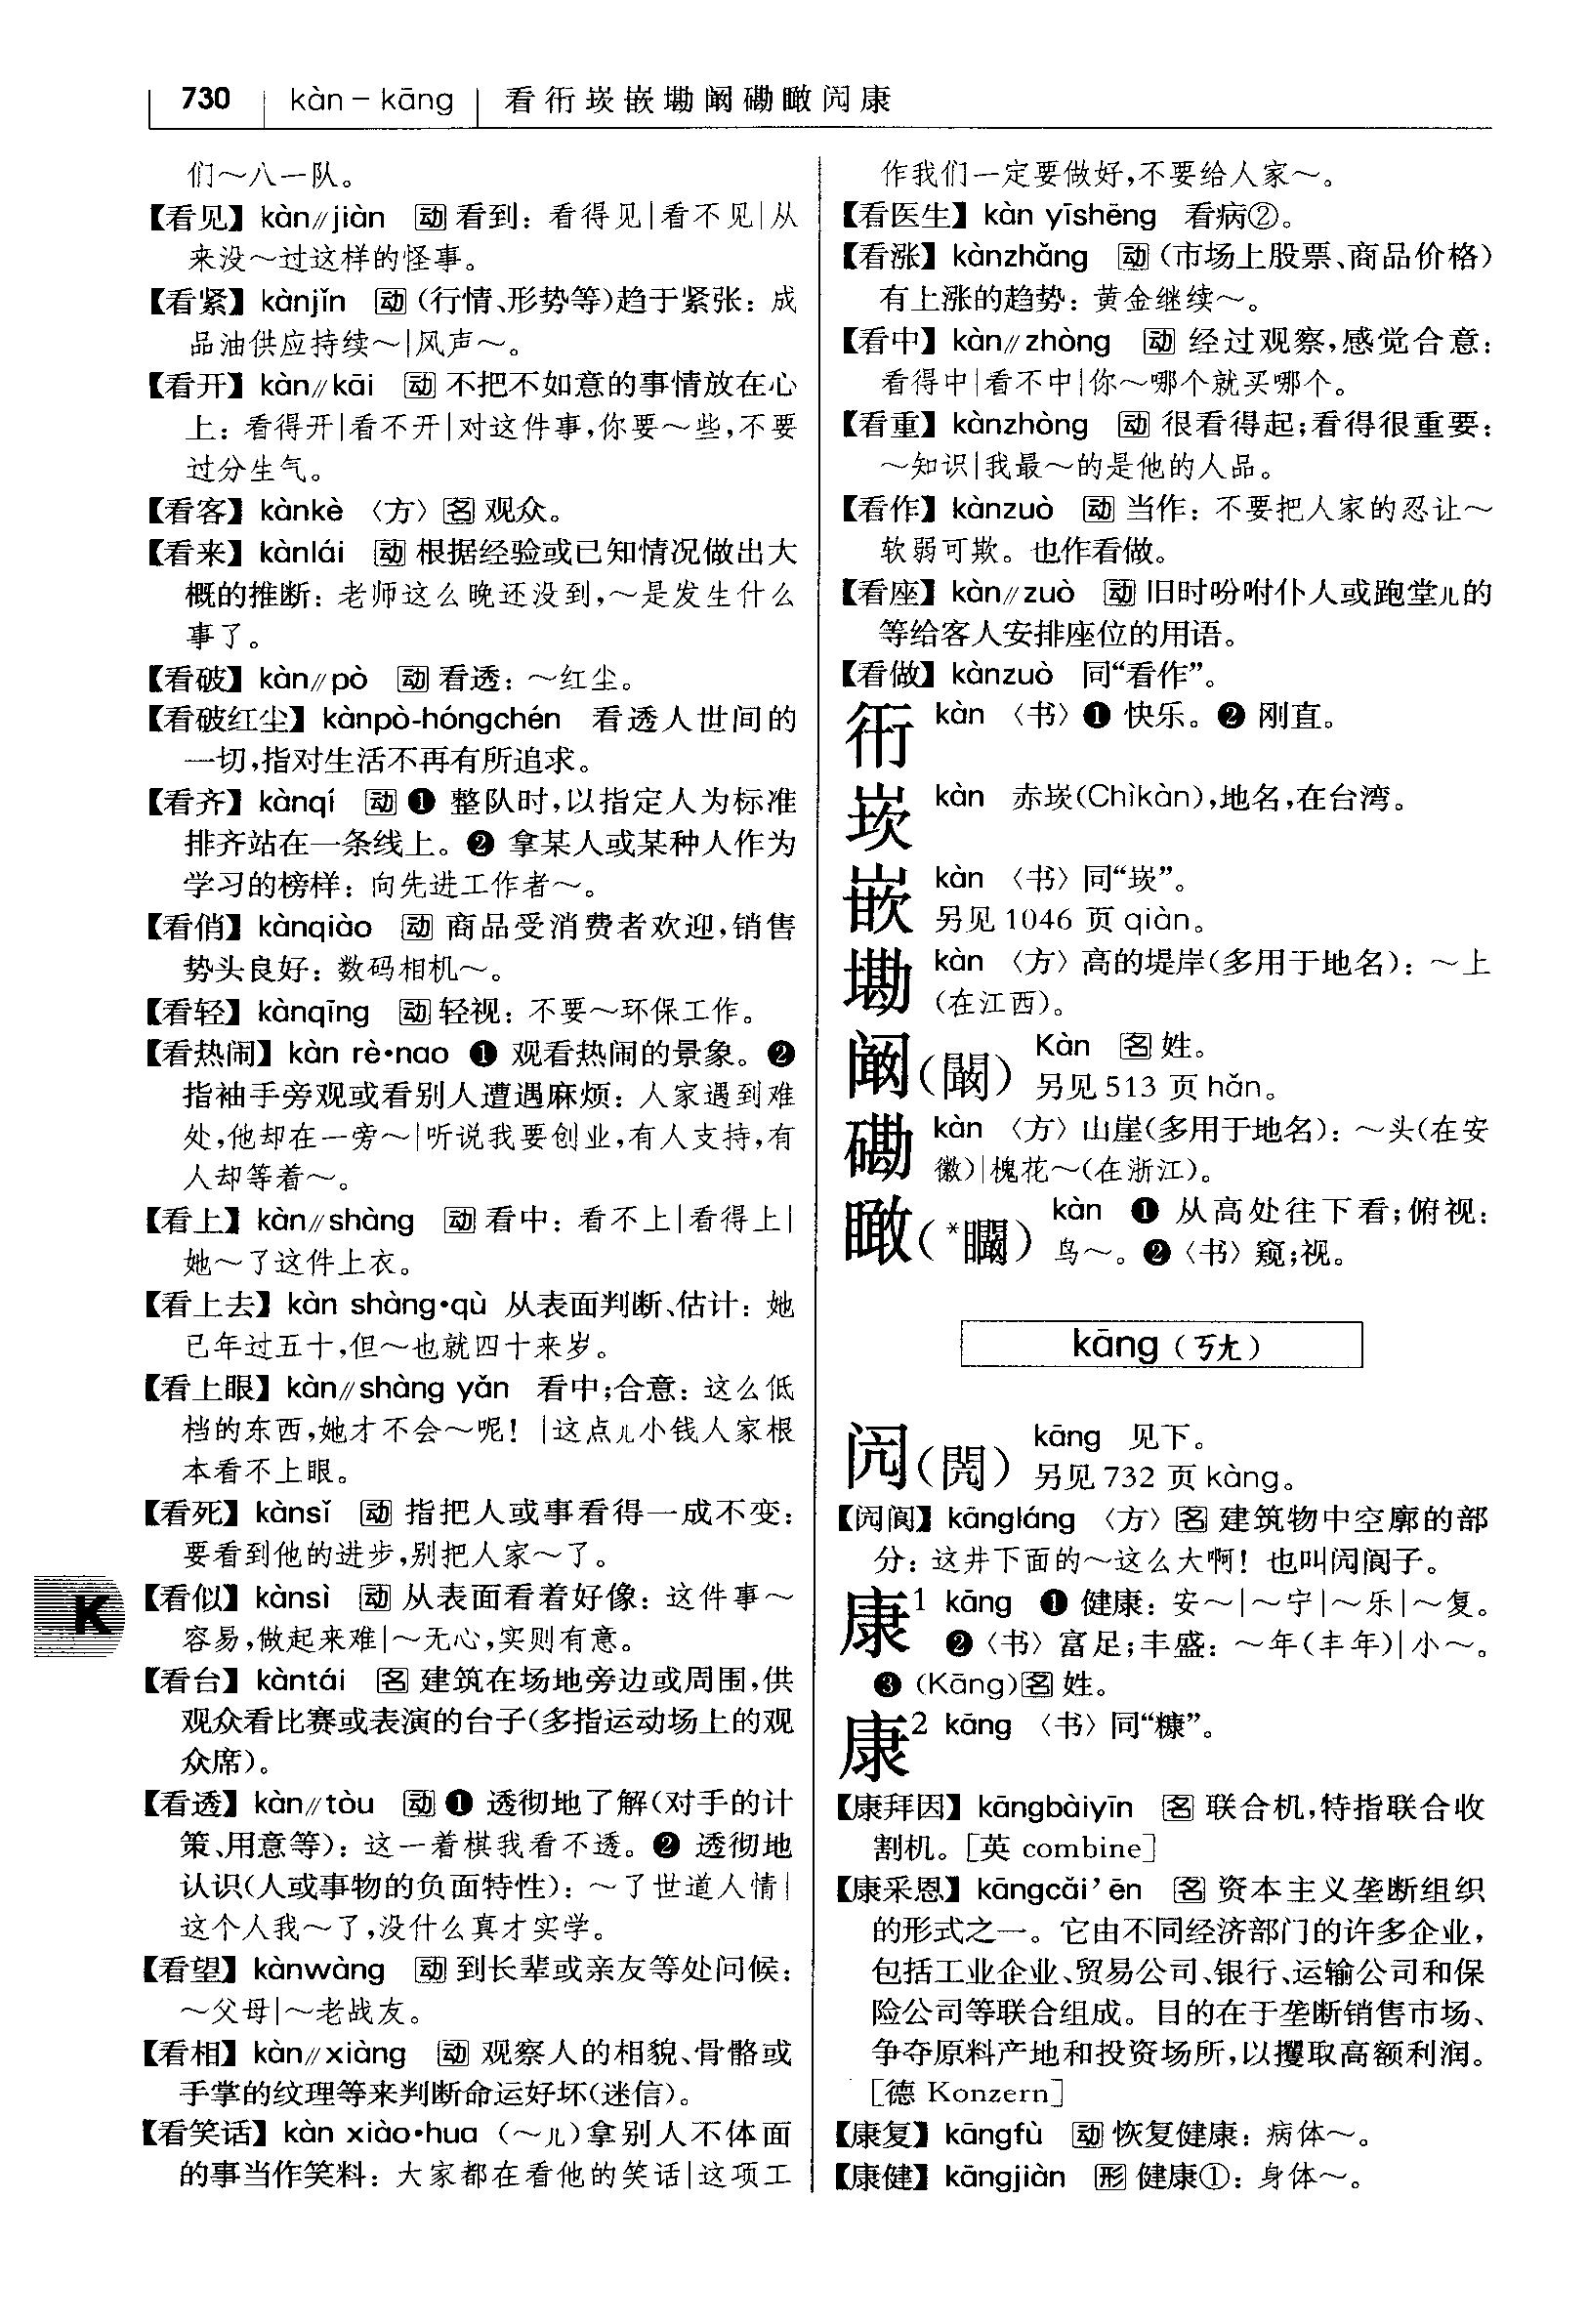 730 kàn – kāng 看衎崁嵌墈阚磡瞰闶康
们～八一队。
【看见】kàn∥jiàn 动 看到：看得见|看不见|从
来没～过这样的怪事。
【看紧】kànjǐn 动（行情、形势等）趋于紧张：成
品油供应持续～|风声～。
【看开】kàn∥kāi 动 不把不如意的事情放在心
上：看得开|看不开|对这件事，你要～些，不要
过分生气。
【看客】kànkè 〈方〉名 观众。
【看来】kànlái 动 根据经验或已知情况做出大
概的推断：老师这么晚还没到，～是发生什么
事了。
【看破】kàn∥pò 动 看透：～红尘。
【看破红尘】kànpò-hóngchén 看透人世间的
一切，指对生活不再有所追求。
【看齐】kànqí 动 ❶ 整队时，以指定人为标准
排齐站在一条线上。❷ 拿某人或某种人作为
学习的榜样：向先进工作者～。
【看俏】kànqiào 动 商品受消费者欢迎，销售
势头良好：数码相机～。
【看轻】kànqīng 动 轻视：不要～环保工作。
【看热闹】kàn rè•nao ❶ 观看热闹的景象。❷
指袖手旁观或看别人遭遇麻烦：人家遇到难
处，他却在一旁～|听说我要创业，有人支持，有
人却等着～。
【看上】kàn∥shàng 动 看中：看不上|看得上|
她～了这件上衣。
【看上去】kàn shàng•qù 从表面判断、估计：她
已年过五十，但～也就四十来岁。
【看上眼】kàn∥shàng yǎn 看中；合意：这么低
档的东西，她才不会～呢！|这点儿小钱人家根
本看不上眼。
【看死】kànsǐ 动 指把人或事看得一成不变：
要看到他的进步，别把人家～了。
【看似】kànsì 动 从表面看着好像：这件事～
容易，做起来难|～无心，实则有意。
【看台】kàntái 名 建筑在场地旁边或周围，供
观众看比赛或表演的台子（多指运动场上的观
众席）。
【看透】kàn∥tòu 动 ❶ 透彻地了解（对手的计
策、用意等）：这一着棋我看不透。❷ 透彻地
认识（人或事物的负面特性）：～了世道人情|
这个人我～了，没什么真才实学。
【看望】kànwàng 动 到长辈或亲友等处问候：
～父母|～老战友。
【看相】kàn∥xiàng 动 观察人的相貌、骨骼或
手掌的纹理等来判断命运好坏（迷信）。
【看笑话】kàn xiào•hua （～儿）拿别人不体面
的事当作笑料：大家都在看他的笑话|这项工
K
作我们一定要做好，不要给人家～。
【看医生】kàn yīshēng 看病②。
【看涨】kànzhǎng 动（市场上股票、商品价格）
有上涨的趋势：黄金继续～。
【看中】kàn∥zhòng 动 经过观察，感觉合意：
看得中|看不中|你～哪个就买哪个。
【看重】kànzhòng 动 很看得起；看得很重要：
～知识|我最～的是他的人品。
【看作】kànzuò 动 当作：不要把人家的忍让～
软弱可欺。也作看做。
【看座】kàn∥zuò 动 旧时吩咐仆人或跑堂儿的
等给客人安排座位的用语。
【看做】kànzuò 同“看作”。
衎 kàn 〈书〉❶ 快乐。❷ 刚直。
崁 kàn 赤崁（Chìkàn），地名，在台湾。
嵌 kàn 〈书〉同“崁”。
另见 1046 页 qiàn。
墈 kàn 〈方〉高的堤岸（多用于地名）：～上
（在江西）。
阚（闞） Kàn 名 姓。
另见 513 页 hǎn。
磡 kàn 〈方〉山崖（多用于地名）：～头（在安
徽）|槐花～（在浙江）。
瞰（*矙） kàn ❶ 从高处往下看；俯视：
鸟～。❷〈书〉窥；视。
kāng（ㄎㄤ）
闶（閌） kāng 见下。
另见 732 页 kàng。
【闶阆】kāngláng 〈方〉名 建筑物中空廓的部
分：这井下面的～这么大啊！也叫闶阆子。
康1 kāng ❶ 健康：安～|～宁|～乐|～复。
❷〈书〉富足；丰盛：～年（丰年）|小～。
❸（Kāng）名 姓。
康2 kāng 〈书〉同“糠”。
【康拜因】kāngbàiyīn 名 联合机，特指联合收
割机。［英 combine］
【康采恩】kāngcǎi’ēn 名 资本主义垄断组织
的形式之一。它由不同经济部门的许多企业，
包括工业企业、贸易公司、银行、运输公司和保
险公司等联合组成。目的在于垄断销售市场、
争夺原料产地和投资场所，以攫取高额利润。
［德 Konzern］
【康复】kāngfù 动 恢复健康：病体～。
【康健】kāngjiàn 形 健康①：身体～。